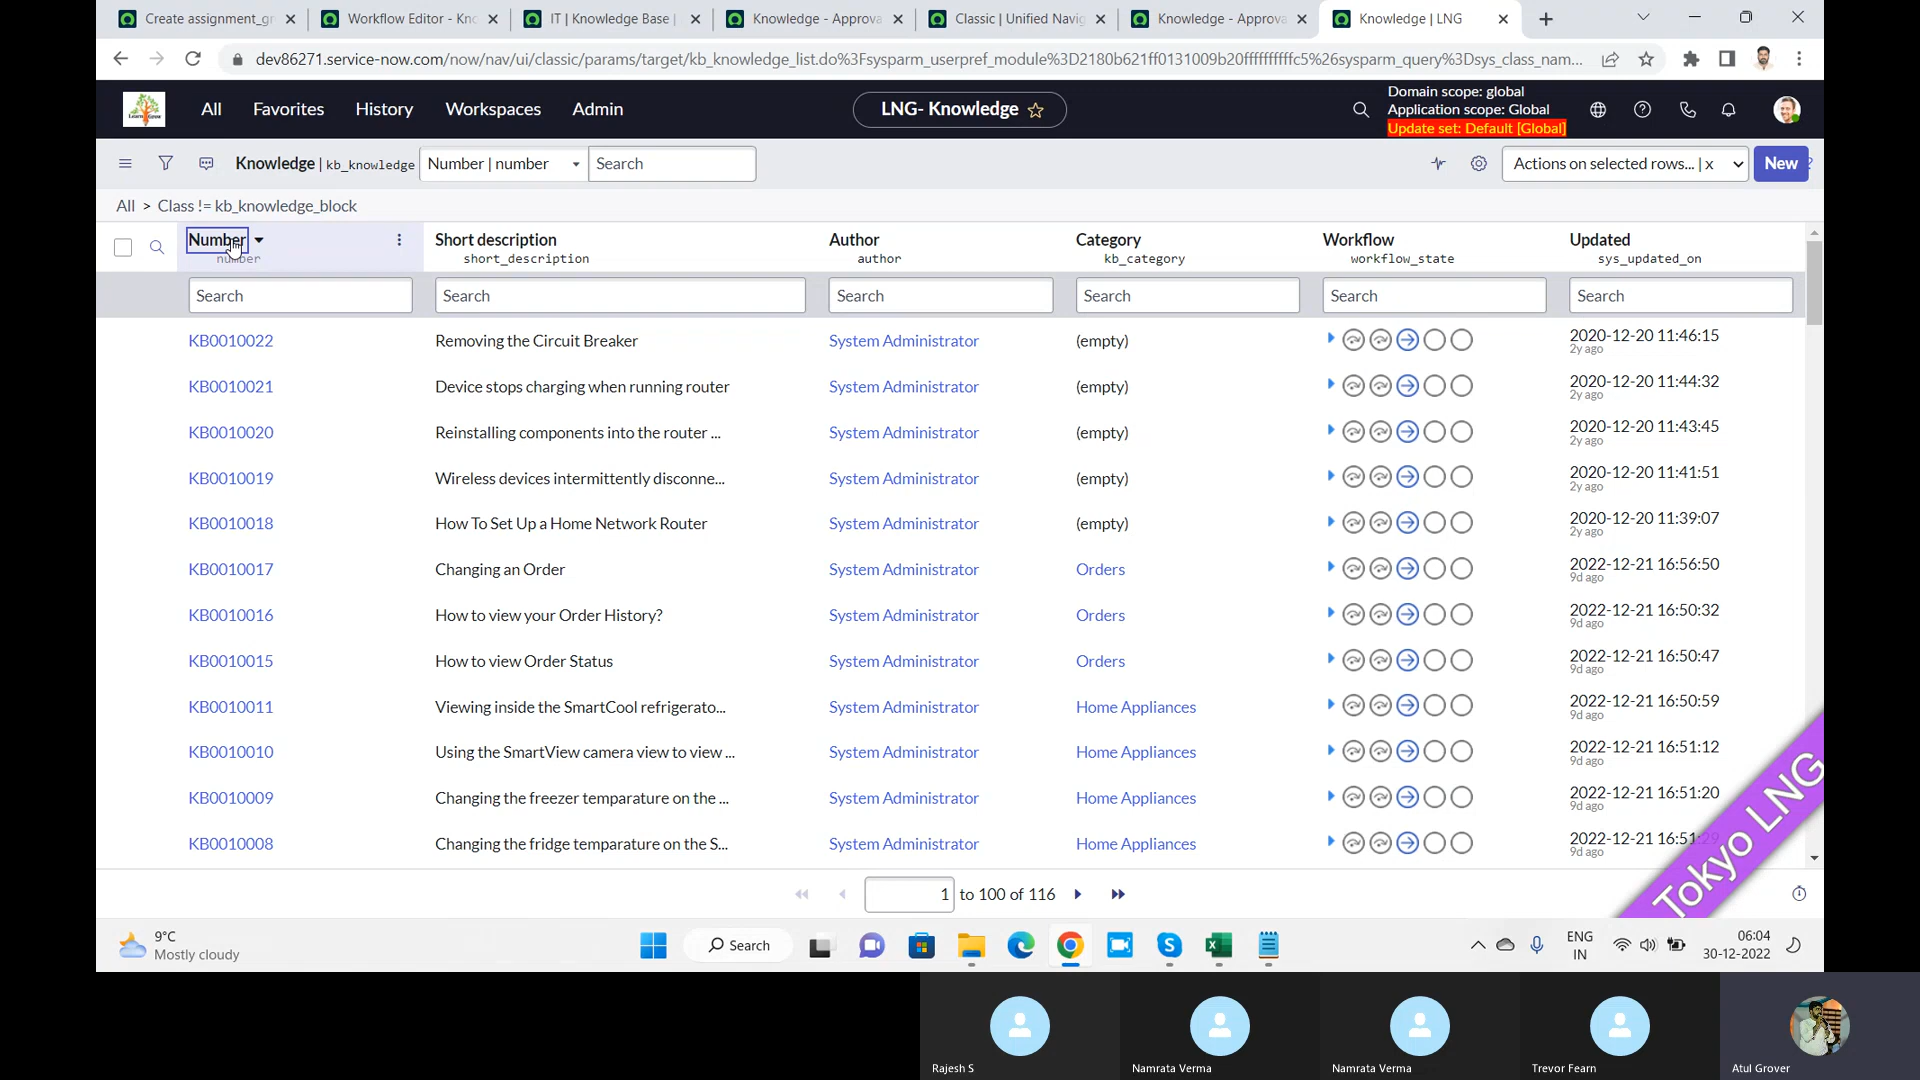 Create assignment_gr
Workflow Editor - Kno
IT | Knowledge Base |
Knowledge - Approva
Classic | Unified Navig
Knowledge - Approva
Knowledge | LNG
dev86271.service-now.com/now/nav/ui/classic/params/target/kb_knowledge_list.do%3Fsysparm_userpref_module%3D2180b621ff0131009b20ffffffffffc5%26sysparm_query%3Dsys_class_nam...
All
Favorites
History
Workspaces
Admin
LNG- Knowledge
Domain scope: global
Application scope: Global
Update set: Default [Global]
Knowledge | kb_knowledge
Number | number
Search
Actions on selected rows... | x
New
All > Class != kb_knowledge_block
Number
number
Short description
short_description
Author
author
Category
kb_category
Workflow
workflow_state
Updated
sys_updated_on
Search Search Search Search Search Search
KB0010022 Removing the Circuit Breaker System Administrator (empty) 2020-12-20 11:46:15
2y ago
KB0010021 Device stops charging when running router System Administrator (empty) 2020-12-20 11:44:32
2y ago
KB0010020 Reinstalling components into the router ... System Administrator (empty) 2020-12-20 11:43:45
2y ago
KB0010019 Wireless devices intermittently disconne... System Administrator (empty) 2020-12-20 11:41:51
2y ago
KB0010018 How To Set Up a Home Network Router System Administrator (empty) 2020-12-20 11:39:07
2y ago
KB0010017 Changing an Order System Administrator Orders 2022-12-21 16:56:50
9d ago
KB0010016 How to view your Order History? System Administrator Orders 2022-12-21 16:50:32
9d ago
KB0010015 How to view Order Status System Administrator Orders 2022-12-21 16:50:47
9d ago
KB0010011 Viewing inside the SmartCool refrigerato... System Administrator Home Appliances 2022-12-21 16:50:59
9d ago
KB0010010 Using the SmartView camera view to view ... System Administrator Home Appliances 2022-12-21 16:51:12
9d ago
KB0010009 Changing the freezer temparature on the ... System Administrator Home Appliances 2022-12-21 16:51:20
9d ago
KB0010008 Changing the fridge temparature on the S... System Administrator Home Appliances 2022-12-21 16:51:29
9d ago
Tokyo LNG
1 to 100 of 116
9°C
Mostly cloudy
Search
ENG
IN
06:04
30-12-2022
Rajesh S
Namrata Verma
Namrata Verma
Trevor Fearn
Atul Grover